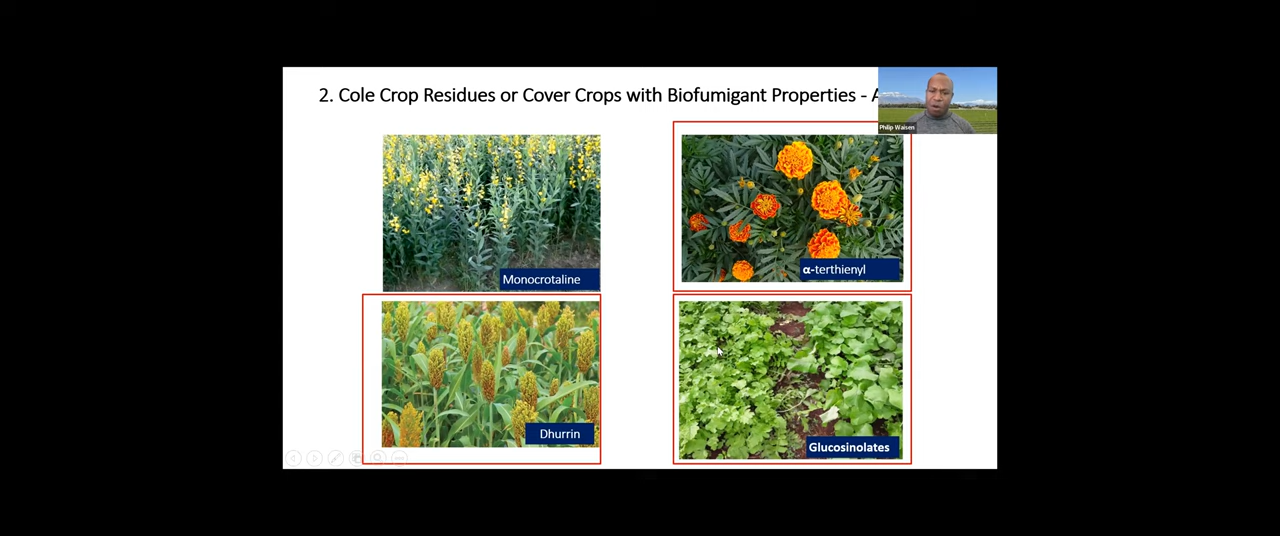 2. Cole Crop Residues or Cover Crops with Biofumigant Properties -
Philip Waisen
Monocrotaline
α-terthienyl
Dhurrin
Glucosinolates